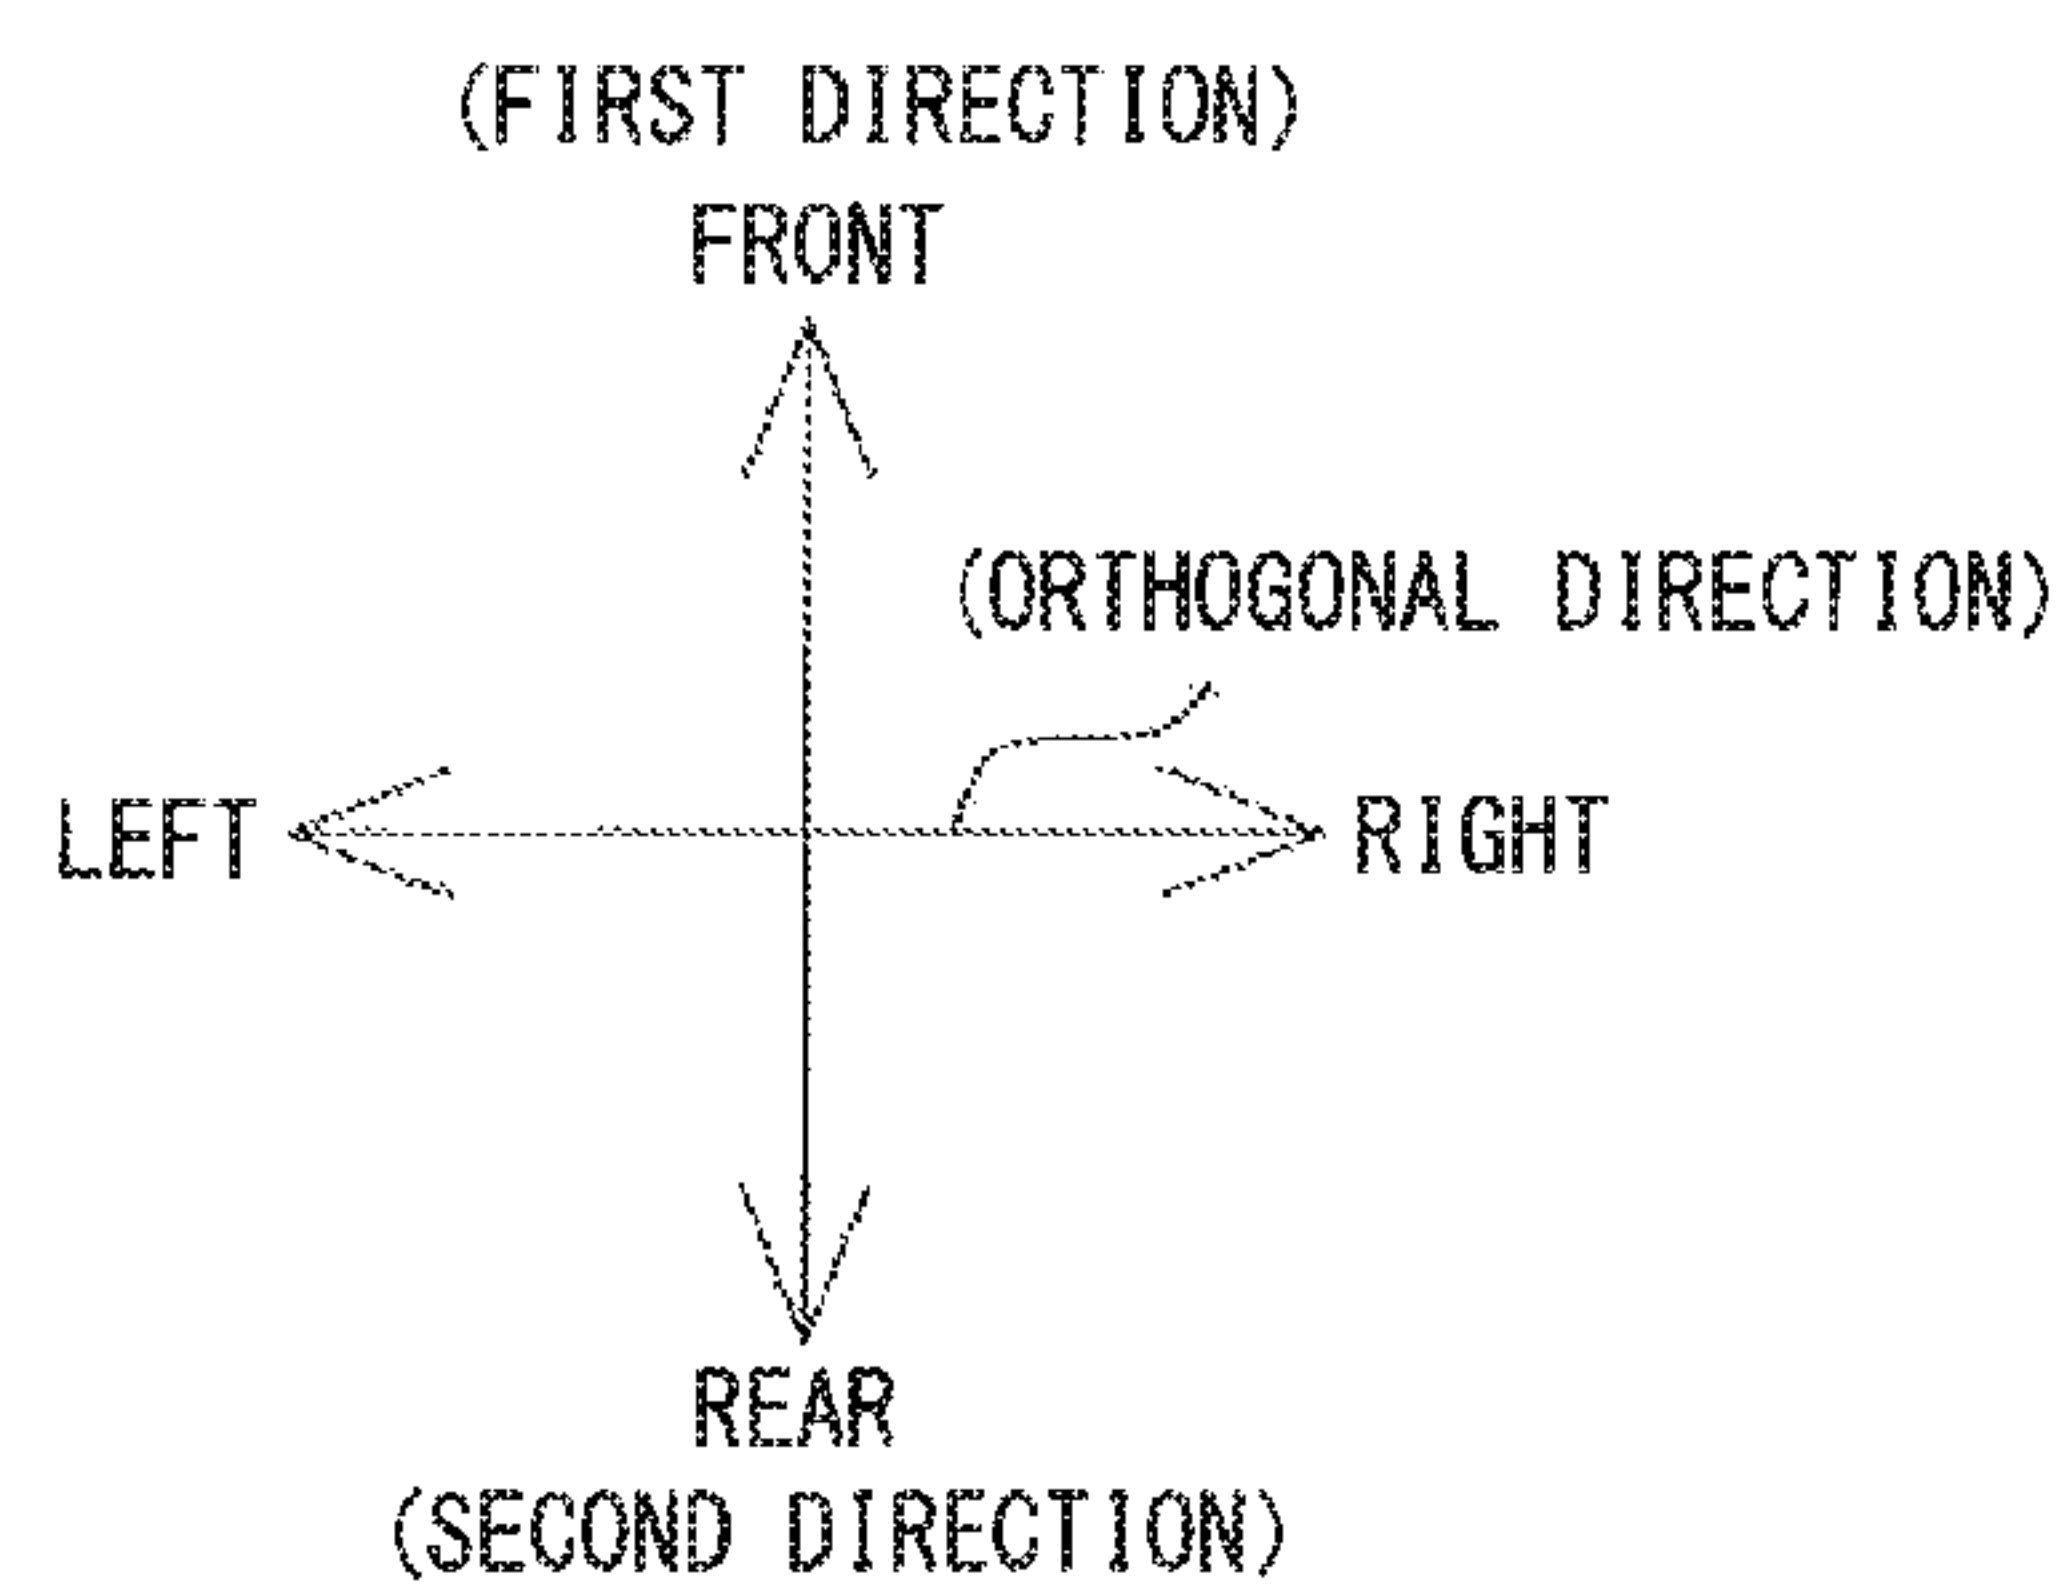 (FIRST DIRECTION)
FRONT
(ORTHOGONAL DIRECTION)
LEFT
RIGHT
REAR
(SECOND DIRECTION)